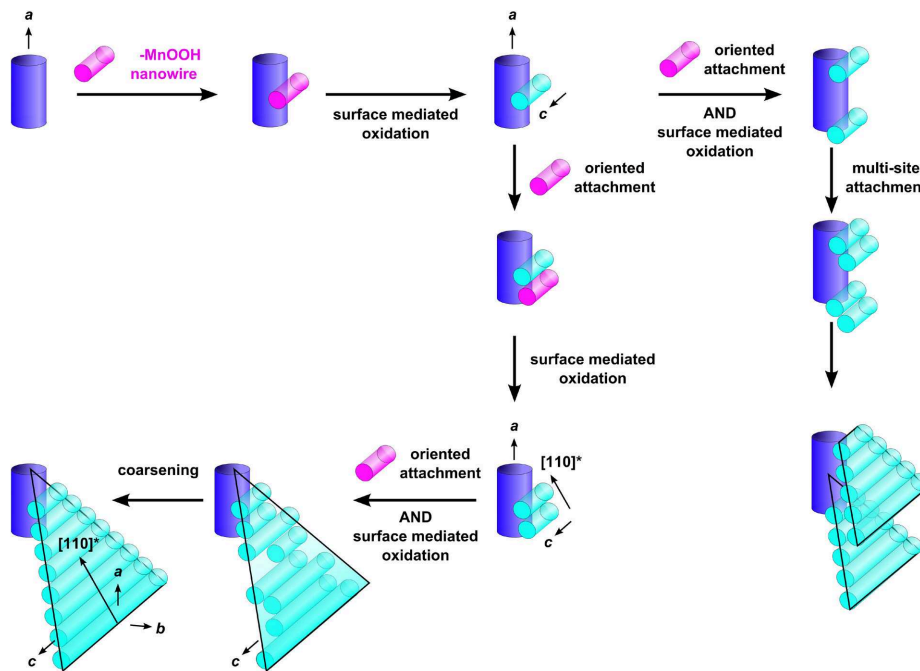 a
-MnOOH
nanowire
surface mediated
oxidation
a
c
oriented
attachment
AND
surface mediated
oxidation
oriented
attachment
multi-site
attachment
surface mediated
oxidation
a
[110]*
c
oriented
attachment
AND
surface mediated
oxidation
coarsening
[110]*
a
b
c
c